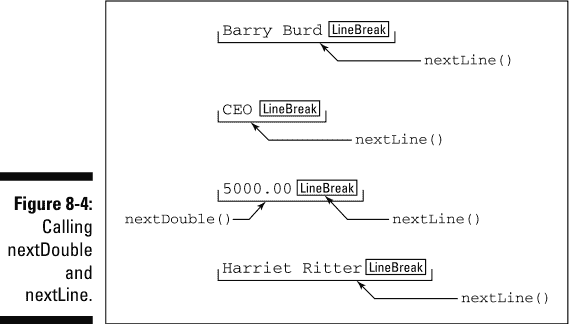 Barry Burd LineBreak
nextLine()
CEO LineBreak
nextLine()
5000.00 LineBreak
nextDouble() nextLine()
Harriet Ritter LineBreak
nextLine()
Figure 8-4:
Calling
nextDouble
and
nextLine.